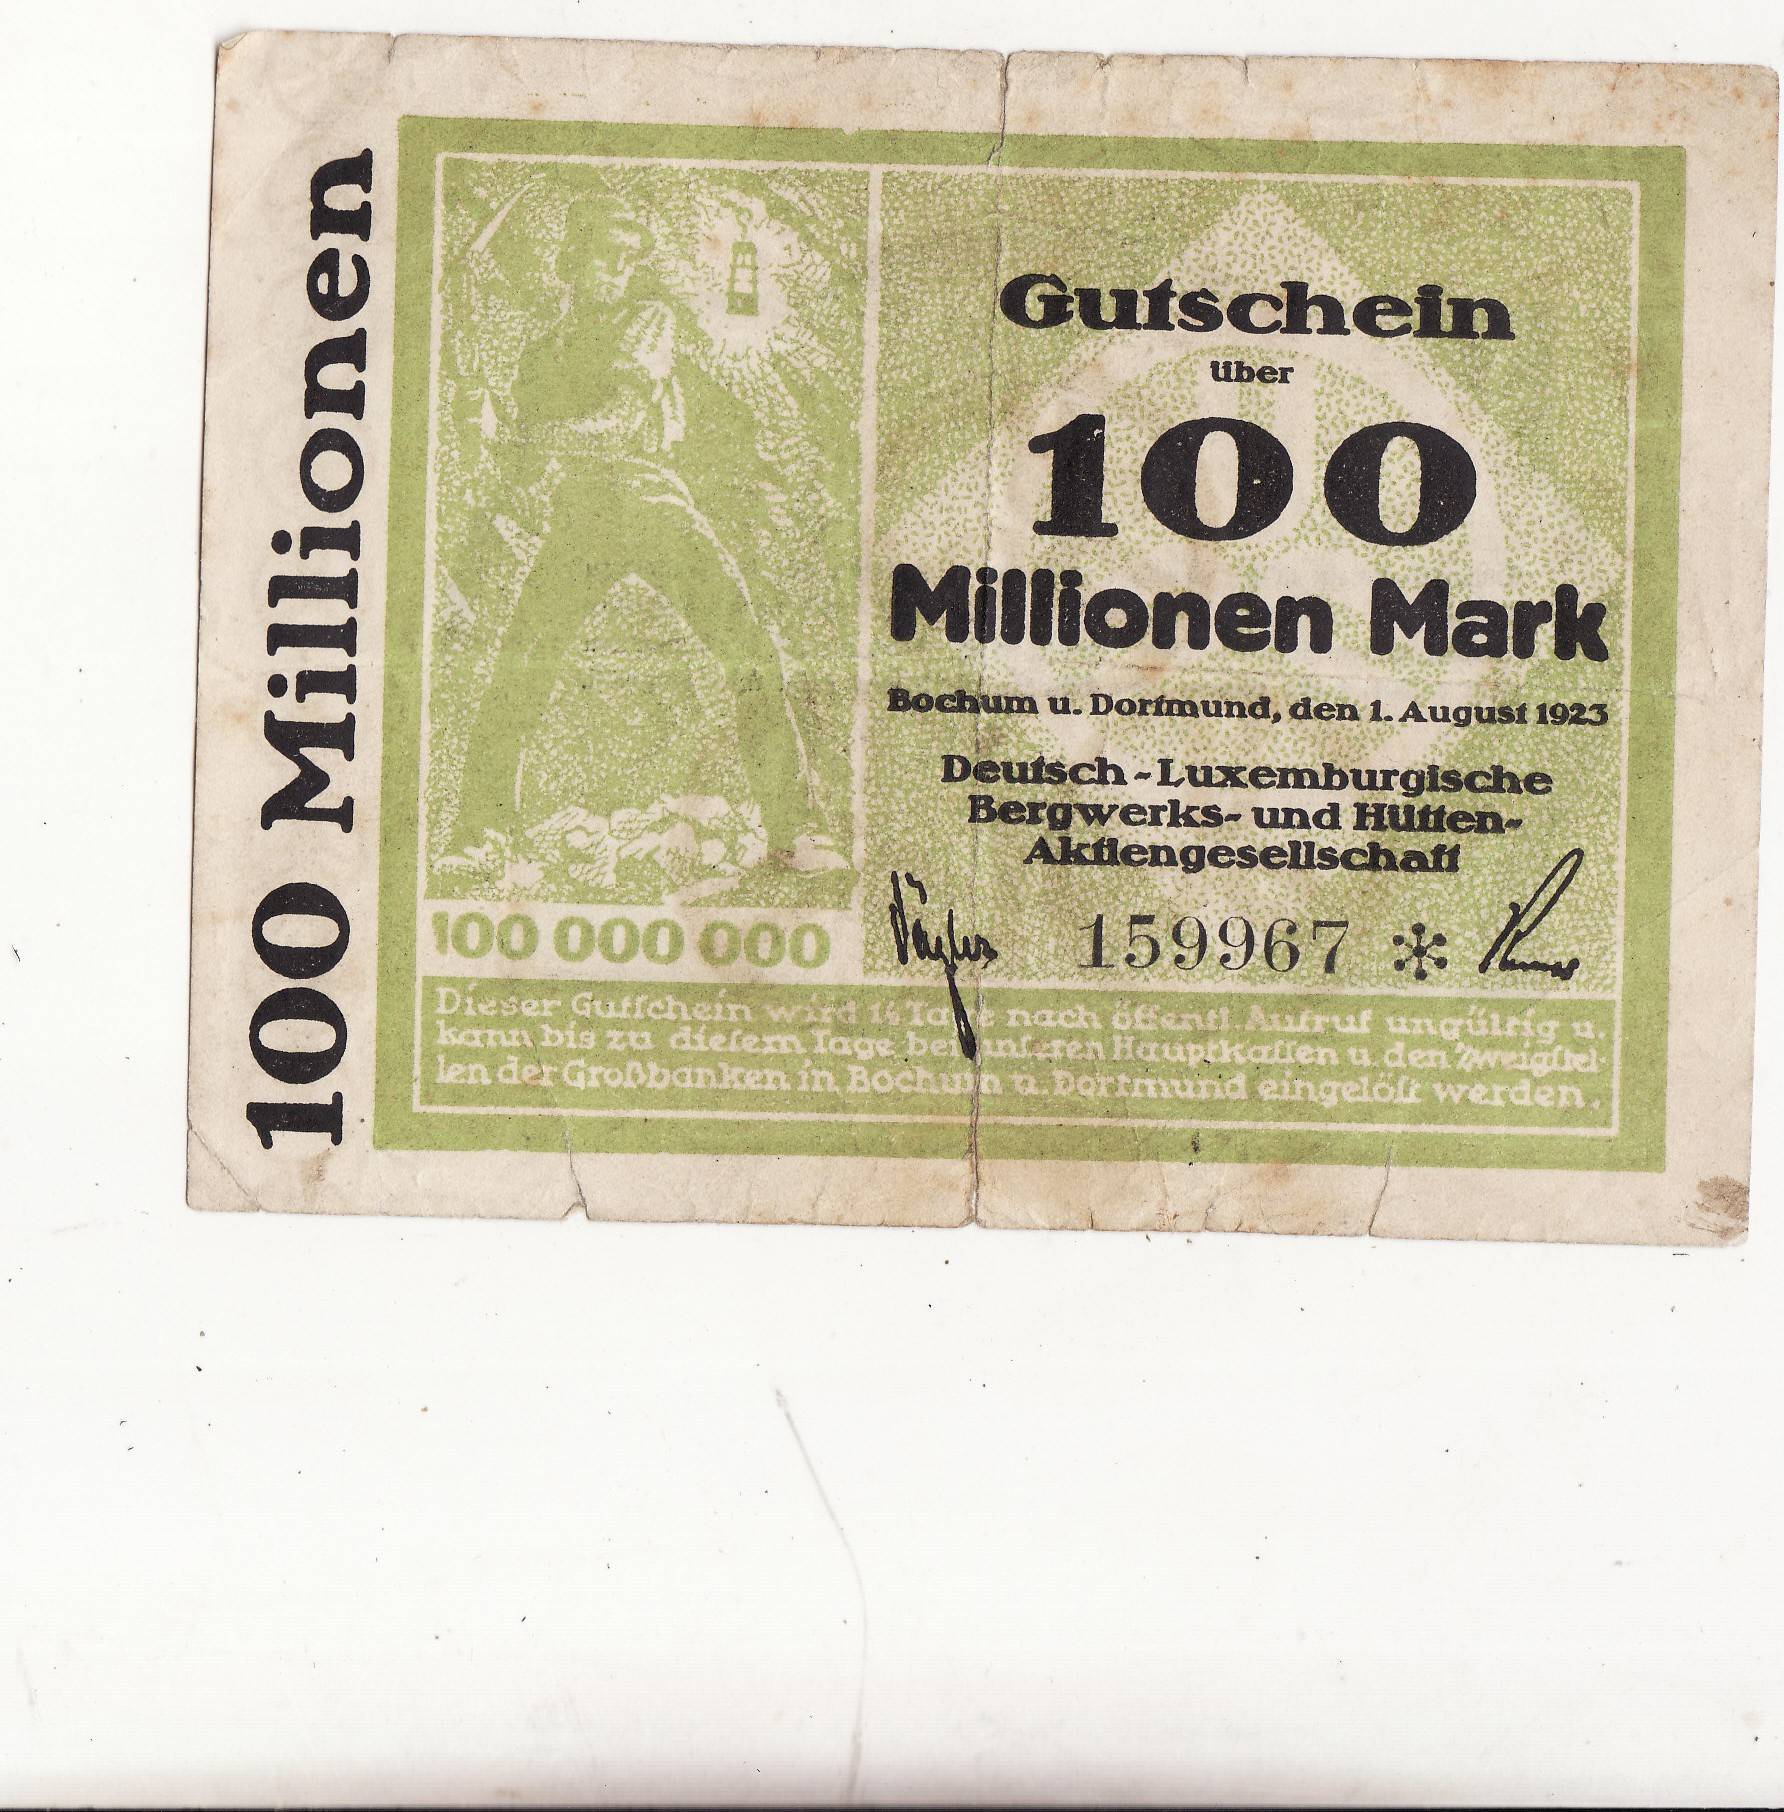 100 Millionen
Gutschein
über
100
Millionen Mark
Bochum u. Dortmund, den 1. August 1923
Deutsch-Luxemburgische
Bergwerks- und Hütten-
Aktiengesellschaft
159967 *
100 000 000
Dieser Gutschein wird 14 Tage nach öffentl Aufruf ungültig u.
kann bis zu diesem Tage bei unseren Hauptkassen u. den Zweigstel-
len der Großbanken in Bochum u. Dortmund eingelöst werden.